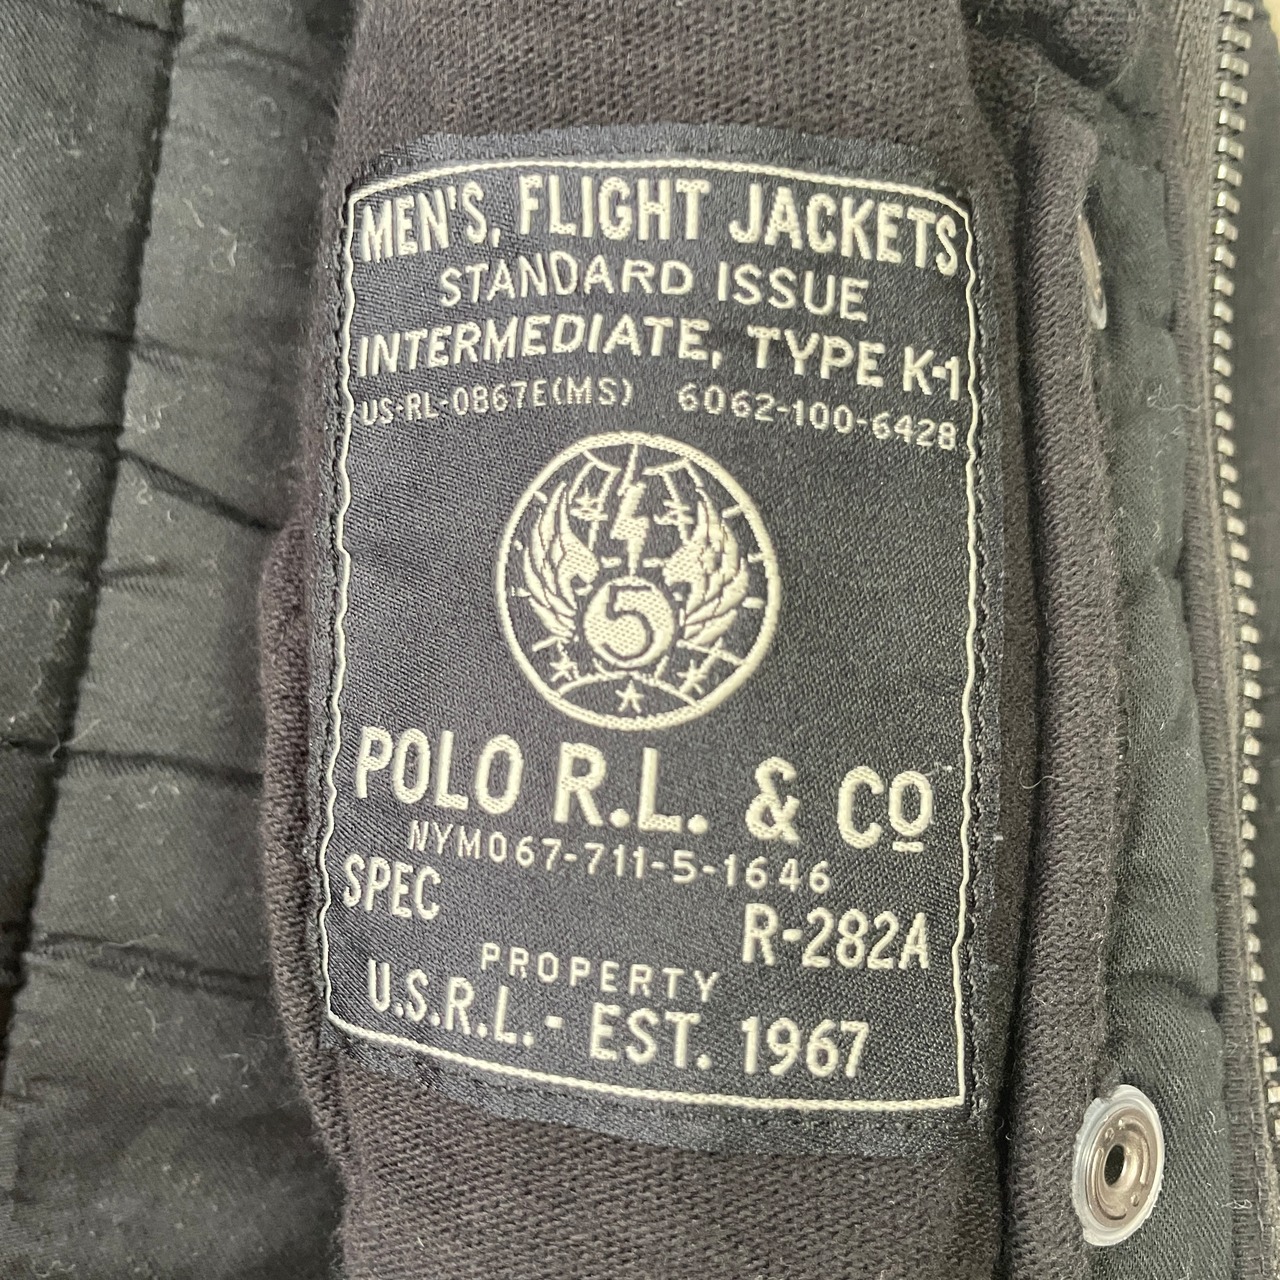 MEN'S, FLIGHT JACKETS
STANDARD ISSUE
INTERMEDIATE, TYPE K-1
US-RL-0867E(MS) 6062-100-6428
5
POLO R.L. & CO
NYM067-711-5-1646
SPEC R-282A
PROPERTY
U.S.R.L.- EST. 1967